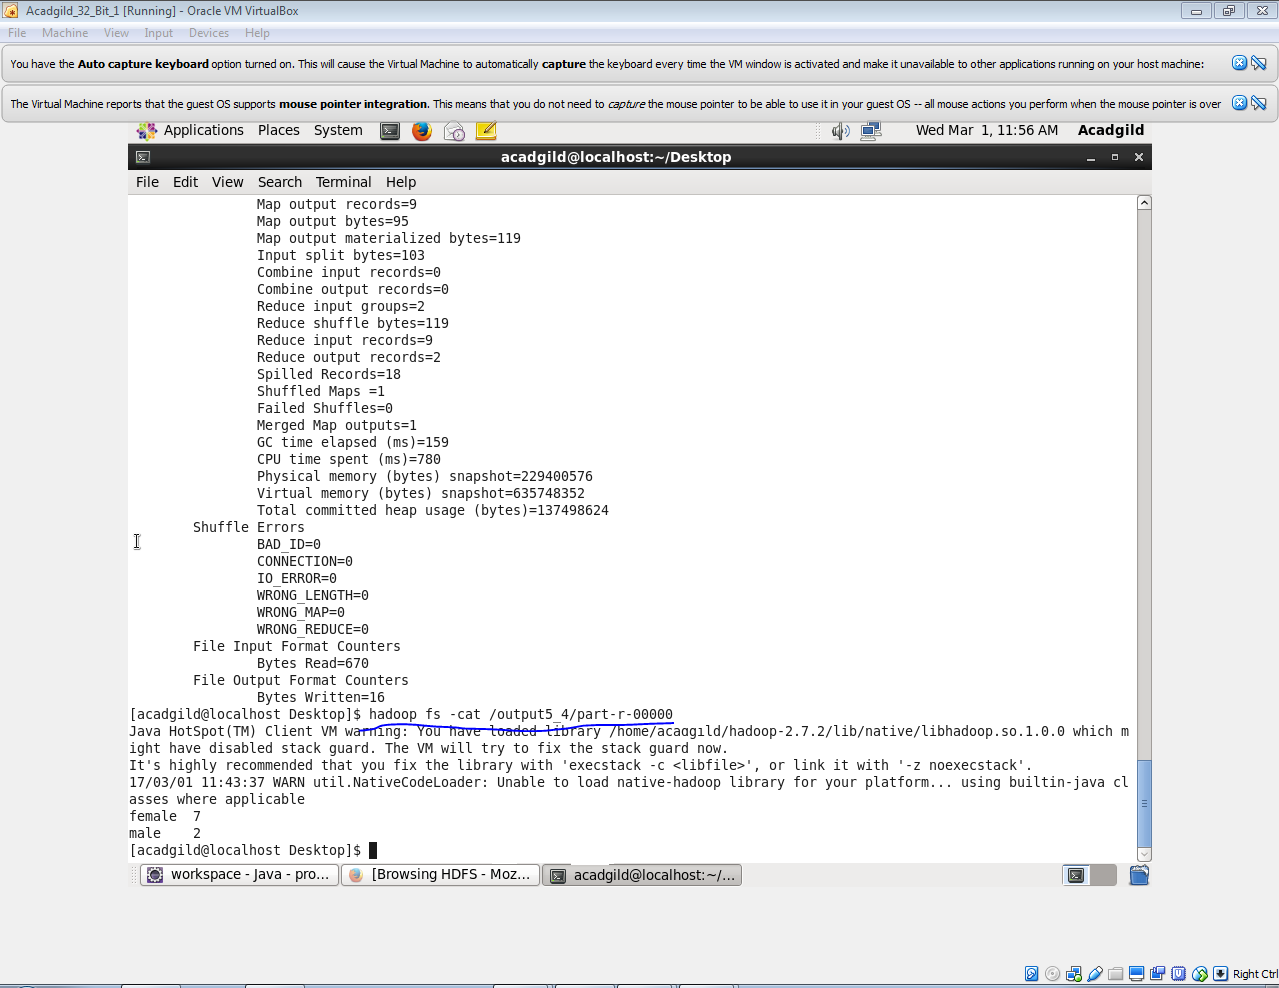 Acadgild_32_Bit_1 [Running] - Oracle VM VirtualBox
File Machine View Input Devices Help
You have the Auto capture keyboard option turned on. This will cause the Virtual Machine to automatically capture the keyboard every time the VM window is activated and make it unavailable to other applications running on your host machine:
The Virtual Machine reports that the guest OS supports mouse pointer integration. This means that you do not need to capture the mouse pointer to be able to use it in your guest OS -- all mouse actions you perform when the mouse pointer is over
Applications Places System Wed Mar 1, 11:56 AM Acadgild
acadgild@localhost:~/Desktop
File Edit View Search Terminal Help
Map output records=9
Map output bytes=95
Map output materialized bytes=119
Input split bytes=103
Combine input records=0
Combine output records=0
Reduce input groups=2
Reduce shuffle bytes=119
Reduce input records=9
Reduce output records=2
Spilled Records=18
Shuffled Maps =1
Failed Shuffles=0
Merged Map outputs=1
GC time elapsed (ms)=159
CPU time spent (ms)=780
Physical memory (bytes) snapshot=229400576
Virtual memory (bytes) snapshot=635748352
Total committed heap usage (bytes)=137498624
Shuffle Errors
BAD_ID=0
CONNECTION=0
IO_ERROR=0
WRONG_LENGTH=0
WRONG_MAP=0
WRONG_REDUCE=0
File Input Format Counters
Bytes Read=670
File Output Format Counters
Bytes Written=16
[acadgild@localhost Desktop]$ hadoop fs -cat /output5_4/part-r-00000
Java HotSpot(TM) Client VM warning: You have loaded library /home/acadgild/hadoop-2.7.2/lib/native/libhadoop.so.1.0.0 which m
ight have disabled stack guard. The VM will try to fix the stack guard now.
It's highly recommended that you fix the library with 'execstack -c <libfile>', or link it with '-z noexecstack'.
17/03/01 11:43:37 WARN util.NativeCodeLoader: Unable to load native-hadoop library for your platform... using builtin-java cl
asses where applicable
female 7
male 2
[acadgild@localhost Desktop]$
workspace - Java - pro... [Browsing HDFS - Moz... acadgild@localhost:~/...
Right Ctrl